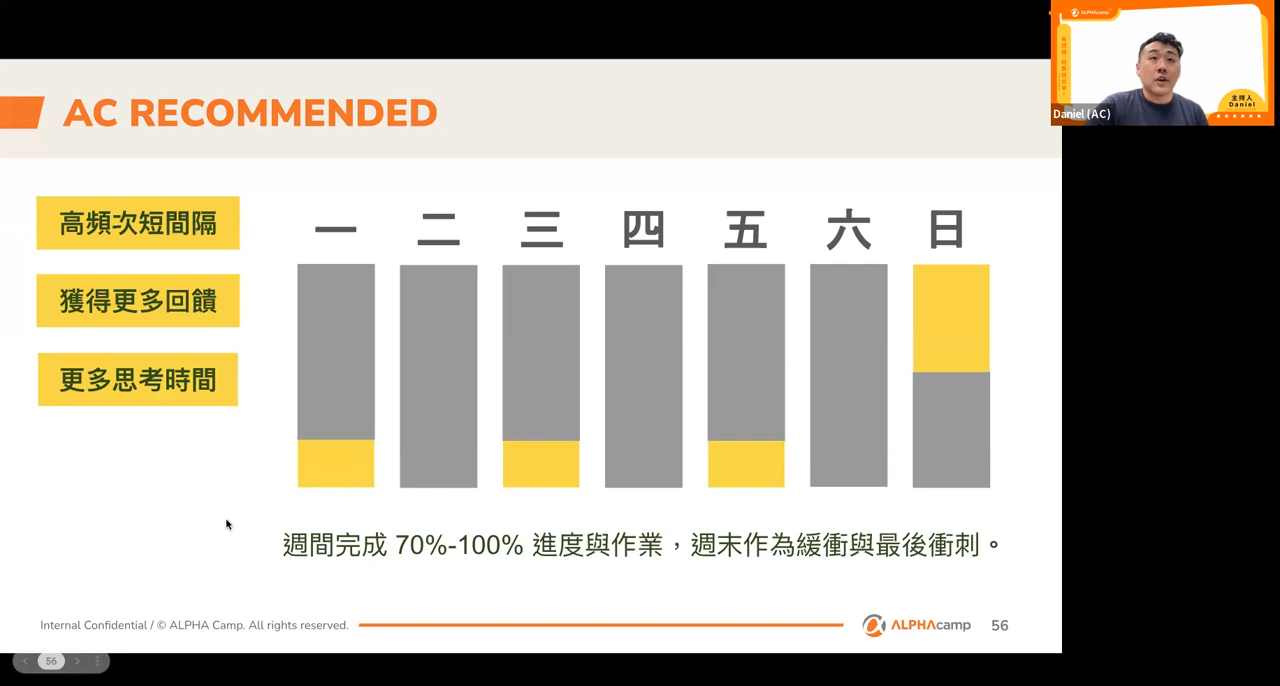 AC RECOMMENDED
高頻次短間隔
獲得更多回饋
更多思考時間
一 二 三 四 五 六 日
週間完成 70%-100% 進度與作業，週末作為緩衝與最後衝刺。
Internal Confidential / © ALPHA Camp. All rights reserved.
ALPHAcamp 56
56
ALPHAcamp
主持人
Daniel
Daniel (AC)